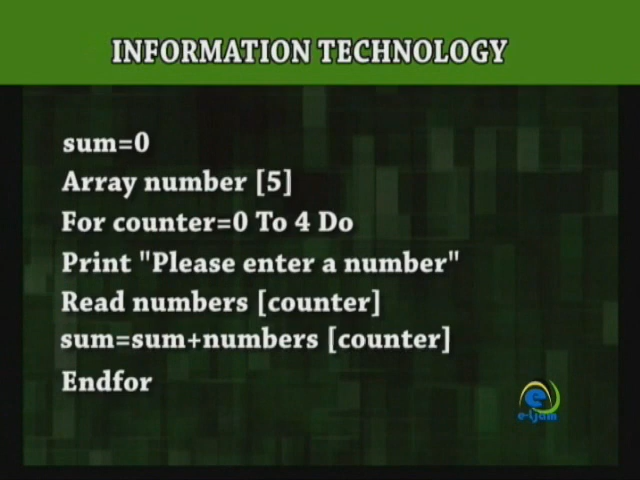 INFORMATION TECHNOLOGY
sum=0
Array number [5]
For counter=0 To 4 Do
Print "Please enter a number"
Read numbers [counter]
sum=sum+numbers [counter]
Endfor
e-ljam